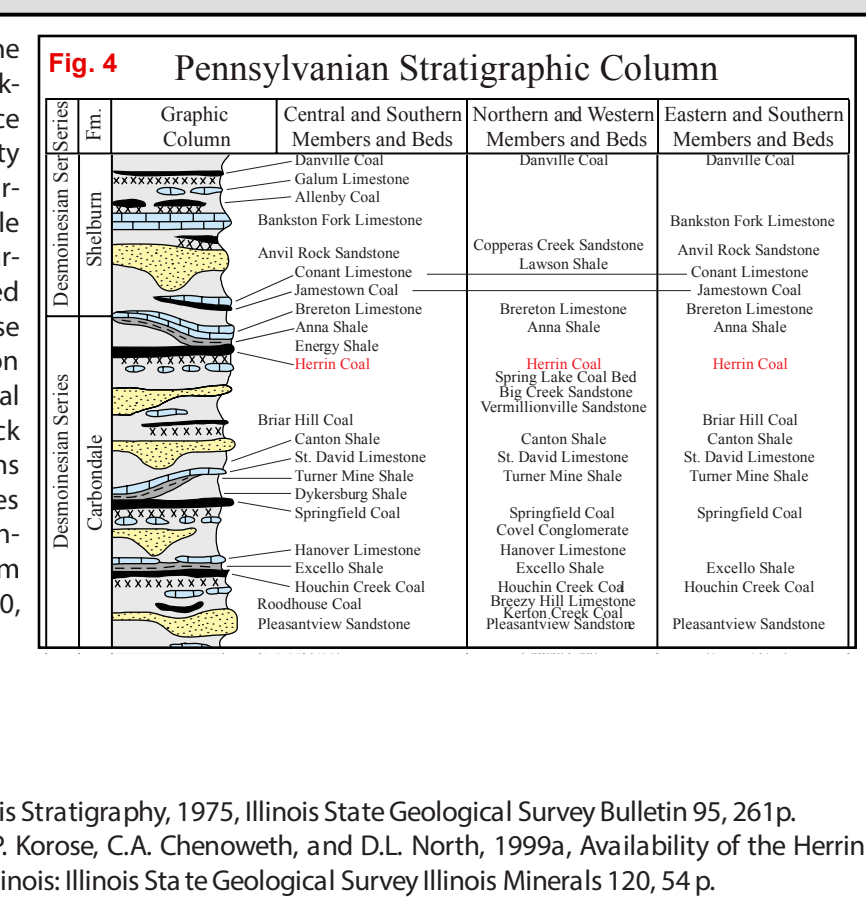 Fig. 4
Pennsylvanian Stratigraphic Column
Series
Fm.
Graphic
Column
Central and Southern
Members and Beds
Northern and Western
Members and Beds
Eastern and Southern
Members and Beds
Desmoinesian Ser
Shelburn
Desmoinesian Series
Carbondale
Danville Coal
Galum Limestone
Allenby Coal
Bankston Fork Limestone
Anvil Rock Sandstone
Conant Limestone
Jamestown Coal
Brereton Limestone
Anna Shale
Energy Shale
Herrin Coal
Briar Hill Coal
Canton Shale
St. David Limestone
Turner Mine Shale
Dykersburg Shale
Springfield Coal
Hanover Limestone
Excello Shale
Houchin Creek Coal
Roodhouse Coal
Pleasantview Sandstone
Danville Coal
Copperas Creek Sandstone
Lawson Shale
Brereton Limestone
Anna Shale
Herrin Coal
Spring Lake Coal Bed
Big Creek Sandstone
Vermillionville Sandstone
Canton Shale
St. David Limestone
Turner Mine Shale
Springfield Coal
Covel Conglomerate
Hanover Limestone
Excello Shale
Houchin Creek Coal
Breezy Hill Limestone
Kerton Creek Coal
Pleasantview Sandstone
Danville Coal
Bankston Fork Limestone
Anvil Rock Sandstone
Conant Limestone
Jamestown Coal
Brereton Limestone
Anna Shale
Herrin Coal
Briar Hill Coal
Canton Shale
St. David Limestone
Turner Mine Shale
Springfield Coal
Excello Shale
Houchin Creek Coal
Pleasantview Sandstone
is Stratigraphy, 1975, Illinois State Geological Survey Bulletin 95, 261p.
P. Korose, C.A. Chenoweth, and D.L. North, 1999a, Availability of the Herrin
linois: Illinois State Geological Survey Illinois Minerals 120, 54 p.